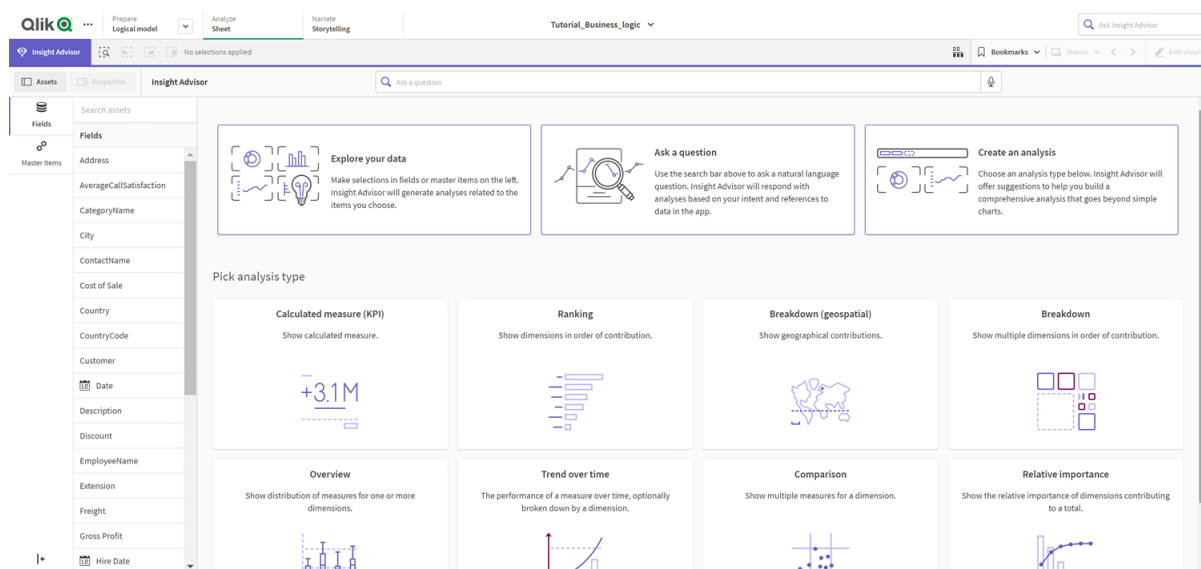 Qlik
Prepare
Logical model
Analyze
Sheet
Narrate
Storytelling
Tutorial_Business_logic
Ask Insight Advisor
Insight Advisor
No selections applied
Bookmarks
Sheets
Edit sheet
Assets
Properties
Insight Advisor
Ask a question
Fields
Master Items
Search assets
Fields
Address
AverageCallSatisfaction
CategoryName
City
ContactName
Cost of Sale
Country
CountryCode
Customer
Date
Description
Discount
EmployeeName
Extension
Freight
Gross Profit
Hire Date
Explore your data
Make selections in fields or master items on the left.
Insight Advisor will generate analyses related to the
items you choose.
Ask a question
Use the search bar above to ask a natural language
question. Insight Advisor will respond with
analyses based on your intent and references to
data in the app.
Create an analysis
Choose an analysis type below. Insight Advisor will
offer suggestions to help you build a
comprehensive analysis that goes beyond simple
charts.
Pick analysis type
Calculated measure (KPI)
Show calculated measure.
+3.1M
Ranking
Show dimensions in order of contribution.
Breakdown (geospatial)
Show geographical contributions.
Breakdown
Show multiple dimensions in order of contribution.
Overview
Show distribution of measures for one or more
dimensions.
Trend over time
The performance of a measure over time, optionally
broken down by a dimension.
Comparison
Show multiple measures for a dimension.
Relative importance
Show the relative importance of dimensions contributing
to a total.